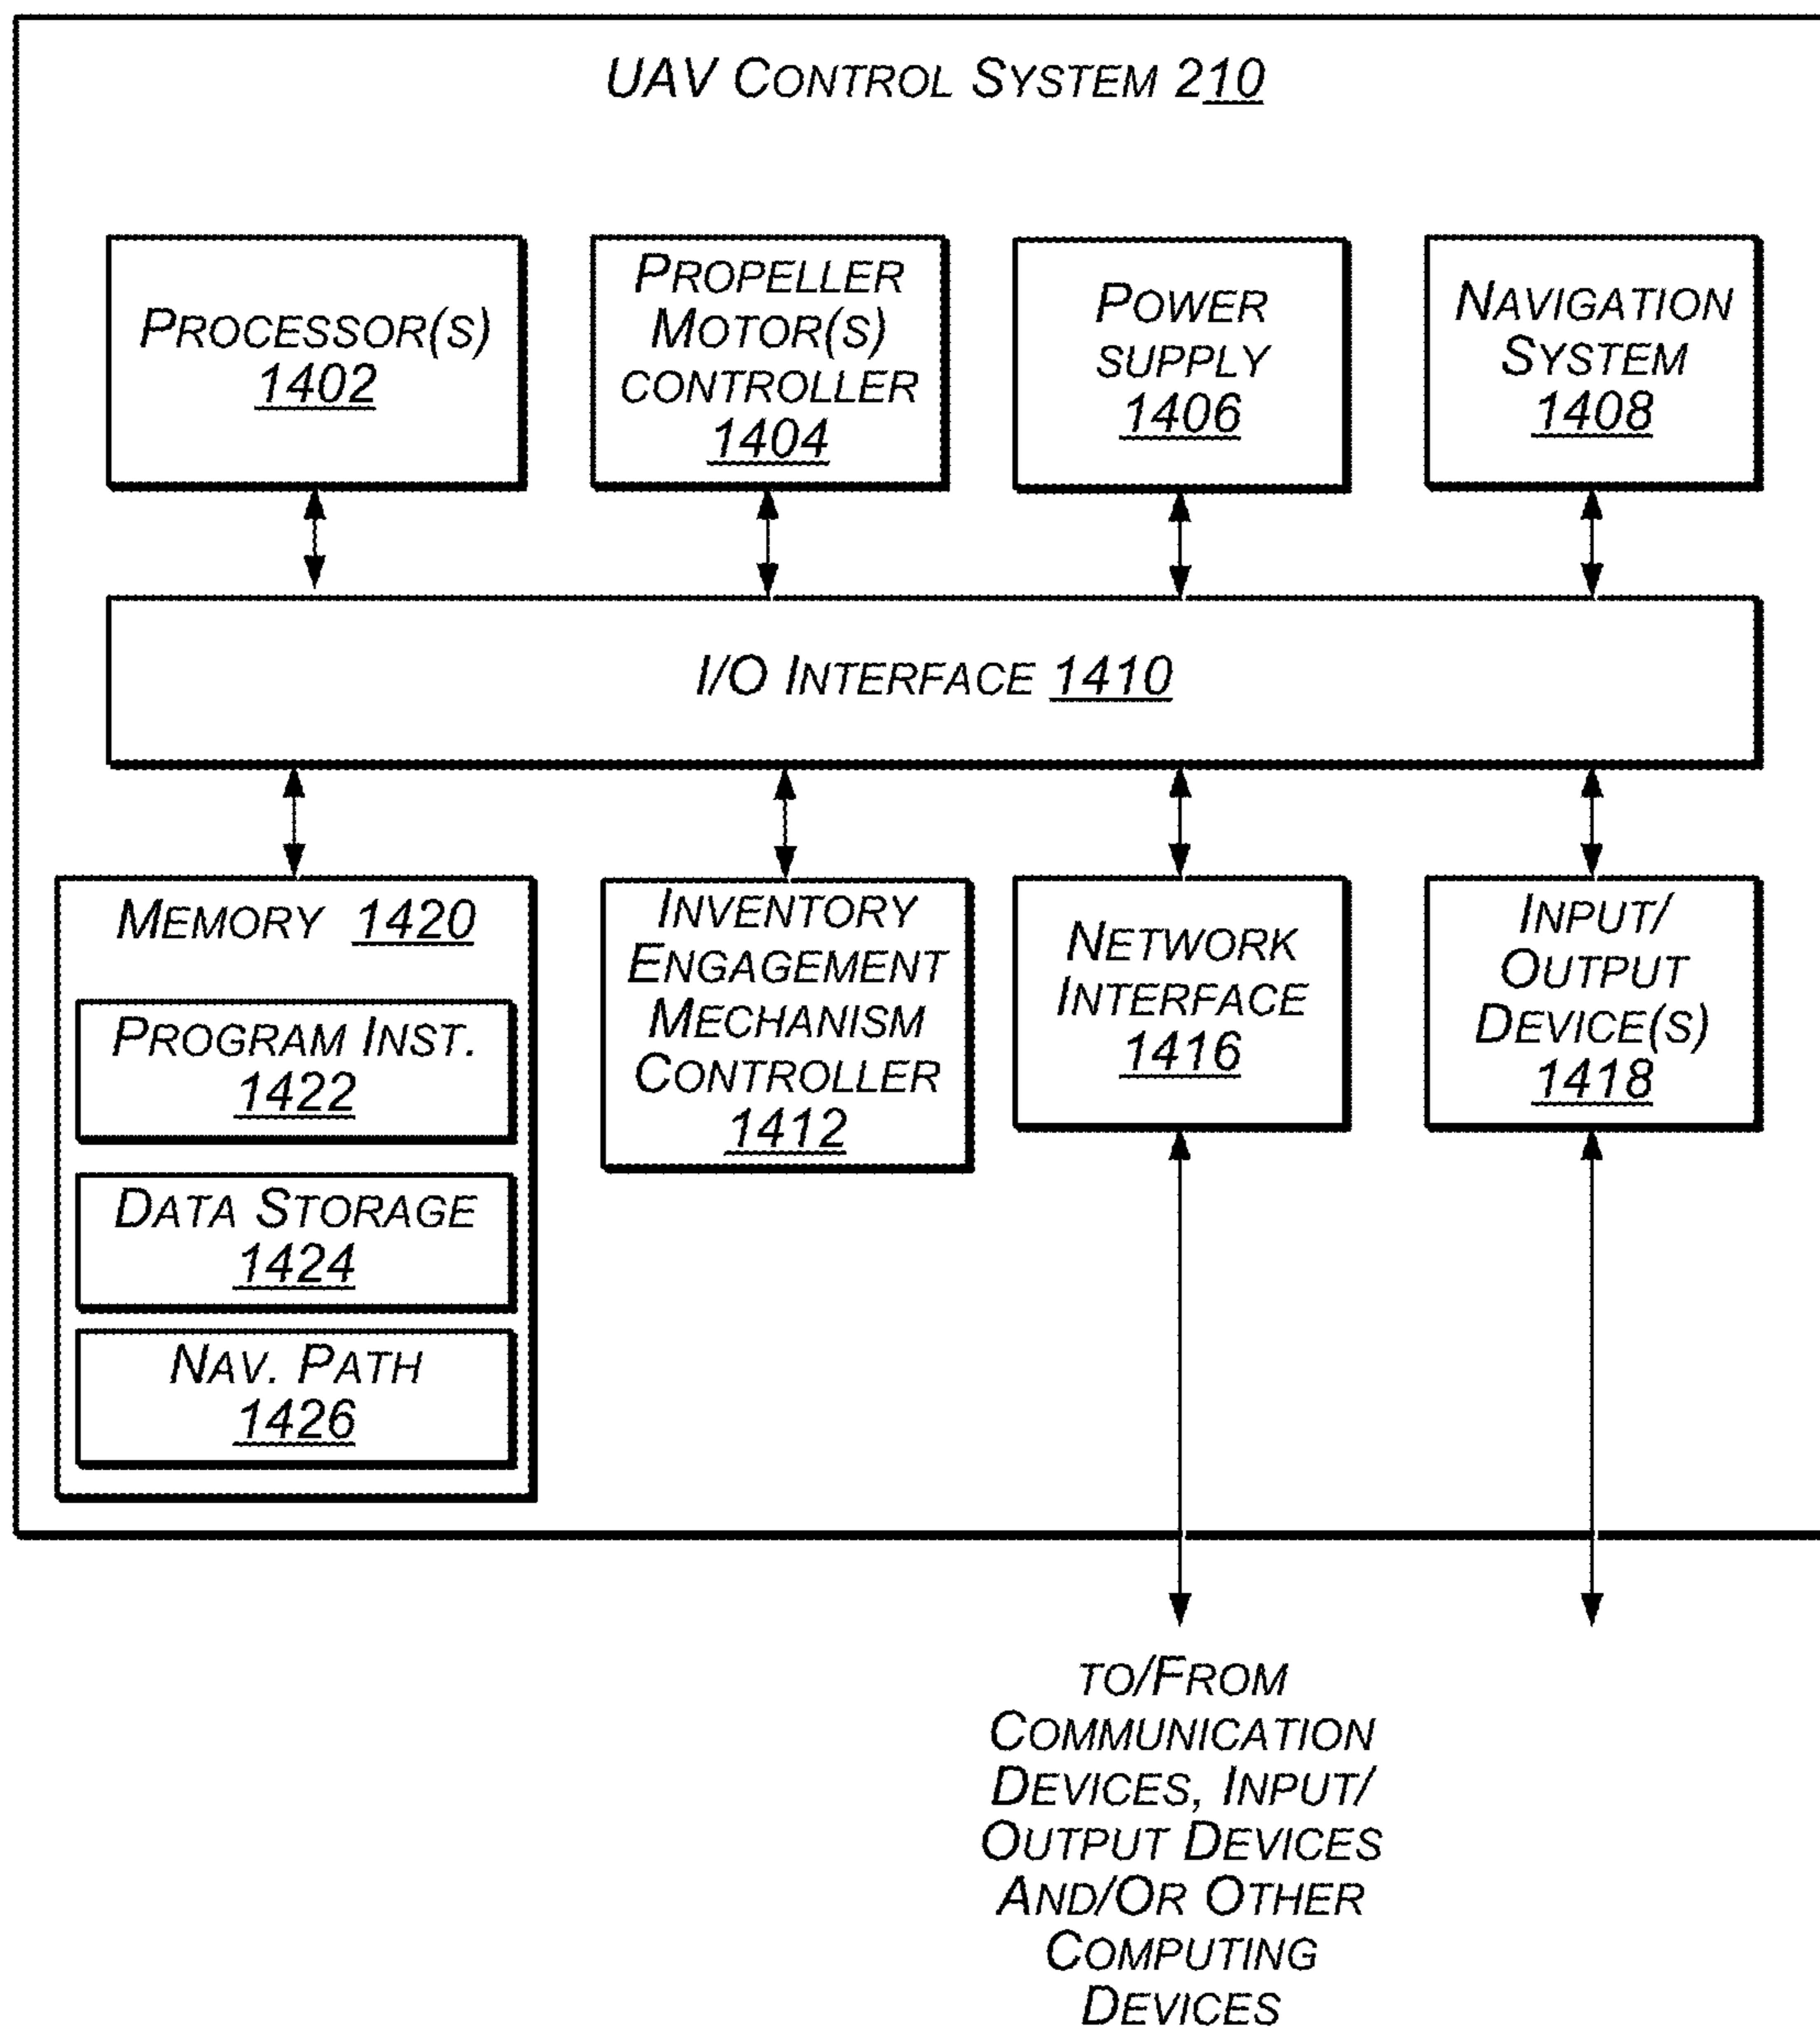 UAV CONTROL SYSTEM 210
PROCESSOR(S)
1402
PROPELLER
MOTOR(S)
CONTROLLER
1404
POWER
SUPPLY
1406
NAVIGATION
SYSTEM
1408
I/O INTERFACE 1410
MEMORY 1420
PROGRAM INST.
1422
DATA STORAGE
1424
NAV. PATH
1426
INVENTORY
ENGAGEMENT
MECHANISM
CONTROLLER
1412
NETWORK
INTERFACE
1416
INPUT/
OUTPUT
DEVICE(S)
1418
TO/FROM
COMMUNICATION
DEVICES, INPUT/
OUTPUT DEVICES
AND/OR OTHER
COMPUTING
DEVICES